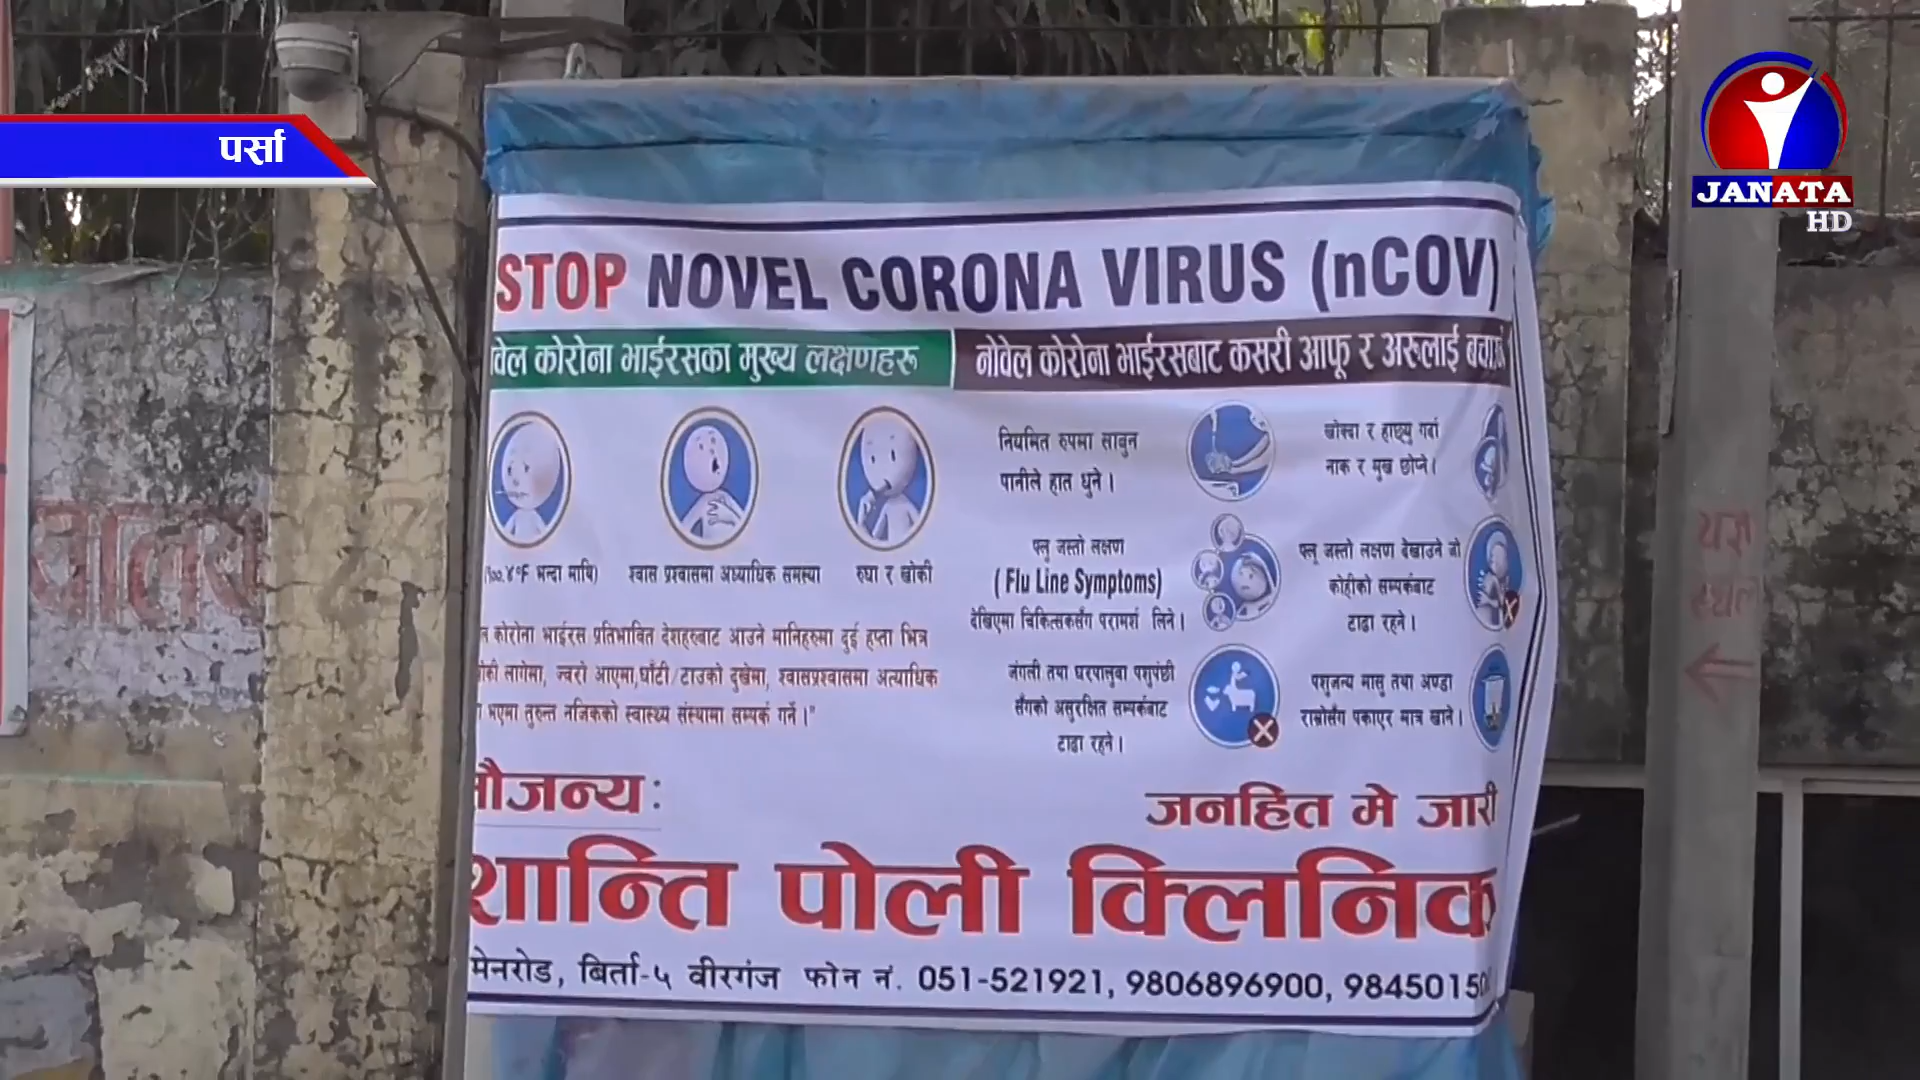 पर्सा
JANATA
HD
STOP NOVEL CORONA VIRUS (nCOV)
वेल कोरोना भाईरसका मुख्य लक्षणहरू
नोवेल कोरोना भाईरसबाट कसरी आफू र अरुलाई
१००.४°F भन्दा माथि)
श्वास प्रश्वासमा अध्याधिक समस्या
रुघा र खोकी
कोरोना भाईरस प्रतिभावित देशहरुबाट आउने मानिहरुमा दुई हप्ता भित्र
लागेमा, ज्वरो आएमा,घाँटी/टाउको दुखेमा, श्वासप्रश्वासमा अत्याधिक
भएमा तुरुन्त नजिकको स्वास्थ्य संस्थामा सम्पर्क गर्ने।"
नियमित रुपमा साबुन
पानीले हात धुने।
खोक्दा र हाछ्यु गर्दा
नाक र मुख छोप्ने।
फ्लू जस्तो लक्षण
( Flu Line Symptoms)
देखिएमा चिकित्सकसँग परामर्श लिने।
फ्लू जस्तो लक्षण देखाउने जो
कोहीको सम्पर्कबाट
टाढा रहने।
जंगली तथा घरपालुवा पशुपंछी
सँगको असुरक्षित सम्पर्कबाट
टाढा रहने।
पशुजन्य मासु तथा अण्डा
राम्रोसँग पकाएर मात्र खाने।
सौजन्य:
जनहित मे जारी
शान्ति पोली क्लिनिक
मेनरोड, बिर्ता-५ वीरगंज फोन नं. 051-521921, 9806896900, 98450150